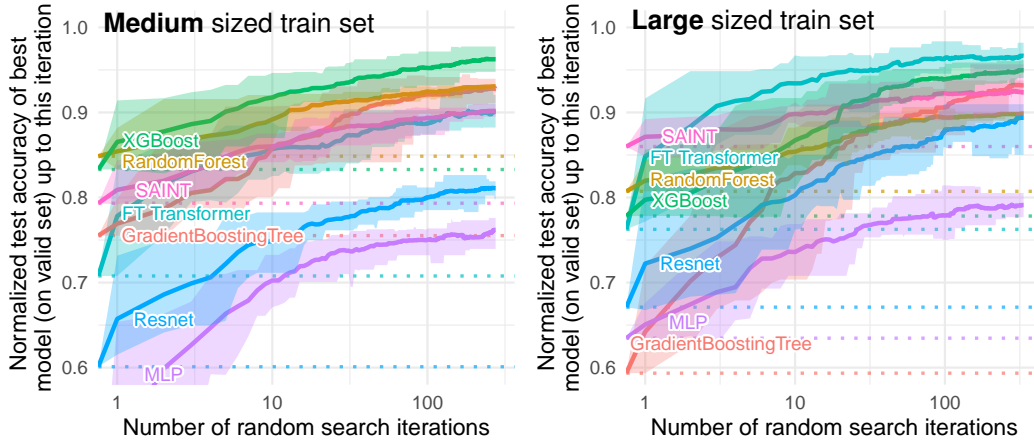 Medium sized train set
Normalized test accuracy of best
model (on valid set) up to this iteration
1.0
0.9
0.8
0.7
0.6
XGBoost
RandomForest
SAINT
FT Transformer
GradientBoostingTree
Resnet
MLP
1
10
100
Number of random search iterations
Large sized train set
Normalized test accuracy of best
model (on valid set) up to this iteration
1.0
0.9
0.8
0.7
0.6
SAINT
FT Transformer
RandomForest
XGBoost
Resnet
MLP
GradientBoostingTree
1
10
100
Number of random search iterations